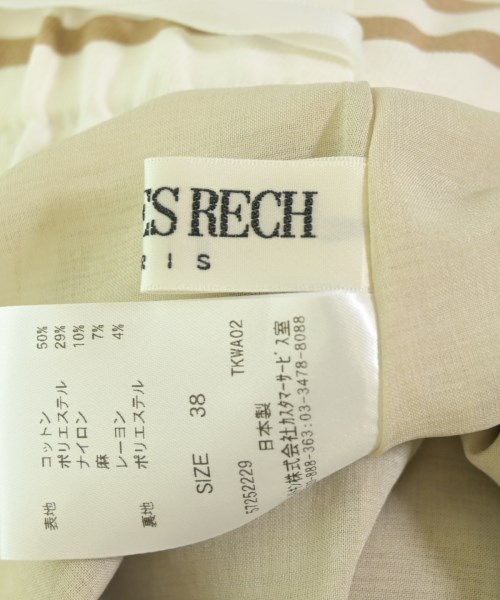 ES RECH
RIS
表地 コットン 50%
ポリエステル 29%
ナイロン 10%
麻 7%
レーヨン 4%
裏地 ポリエステル
SIZE 38
TKWA02
57252229 日本製
株式会社カスタマーサービス室
-888-363:03-3478-8088